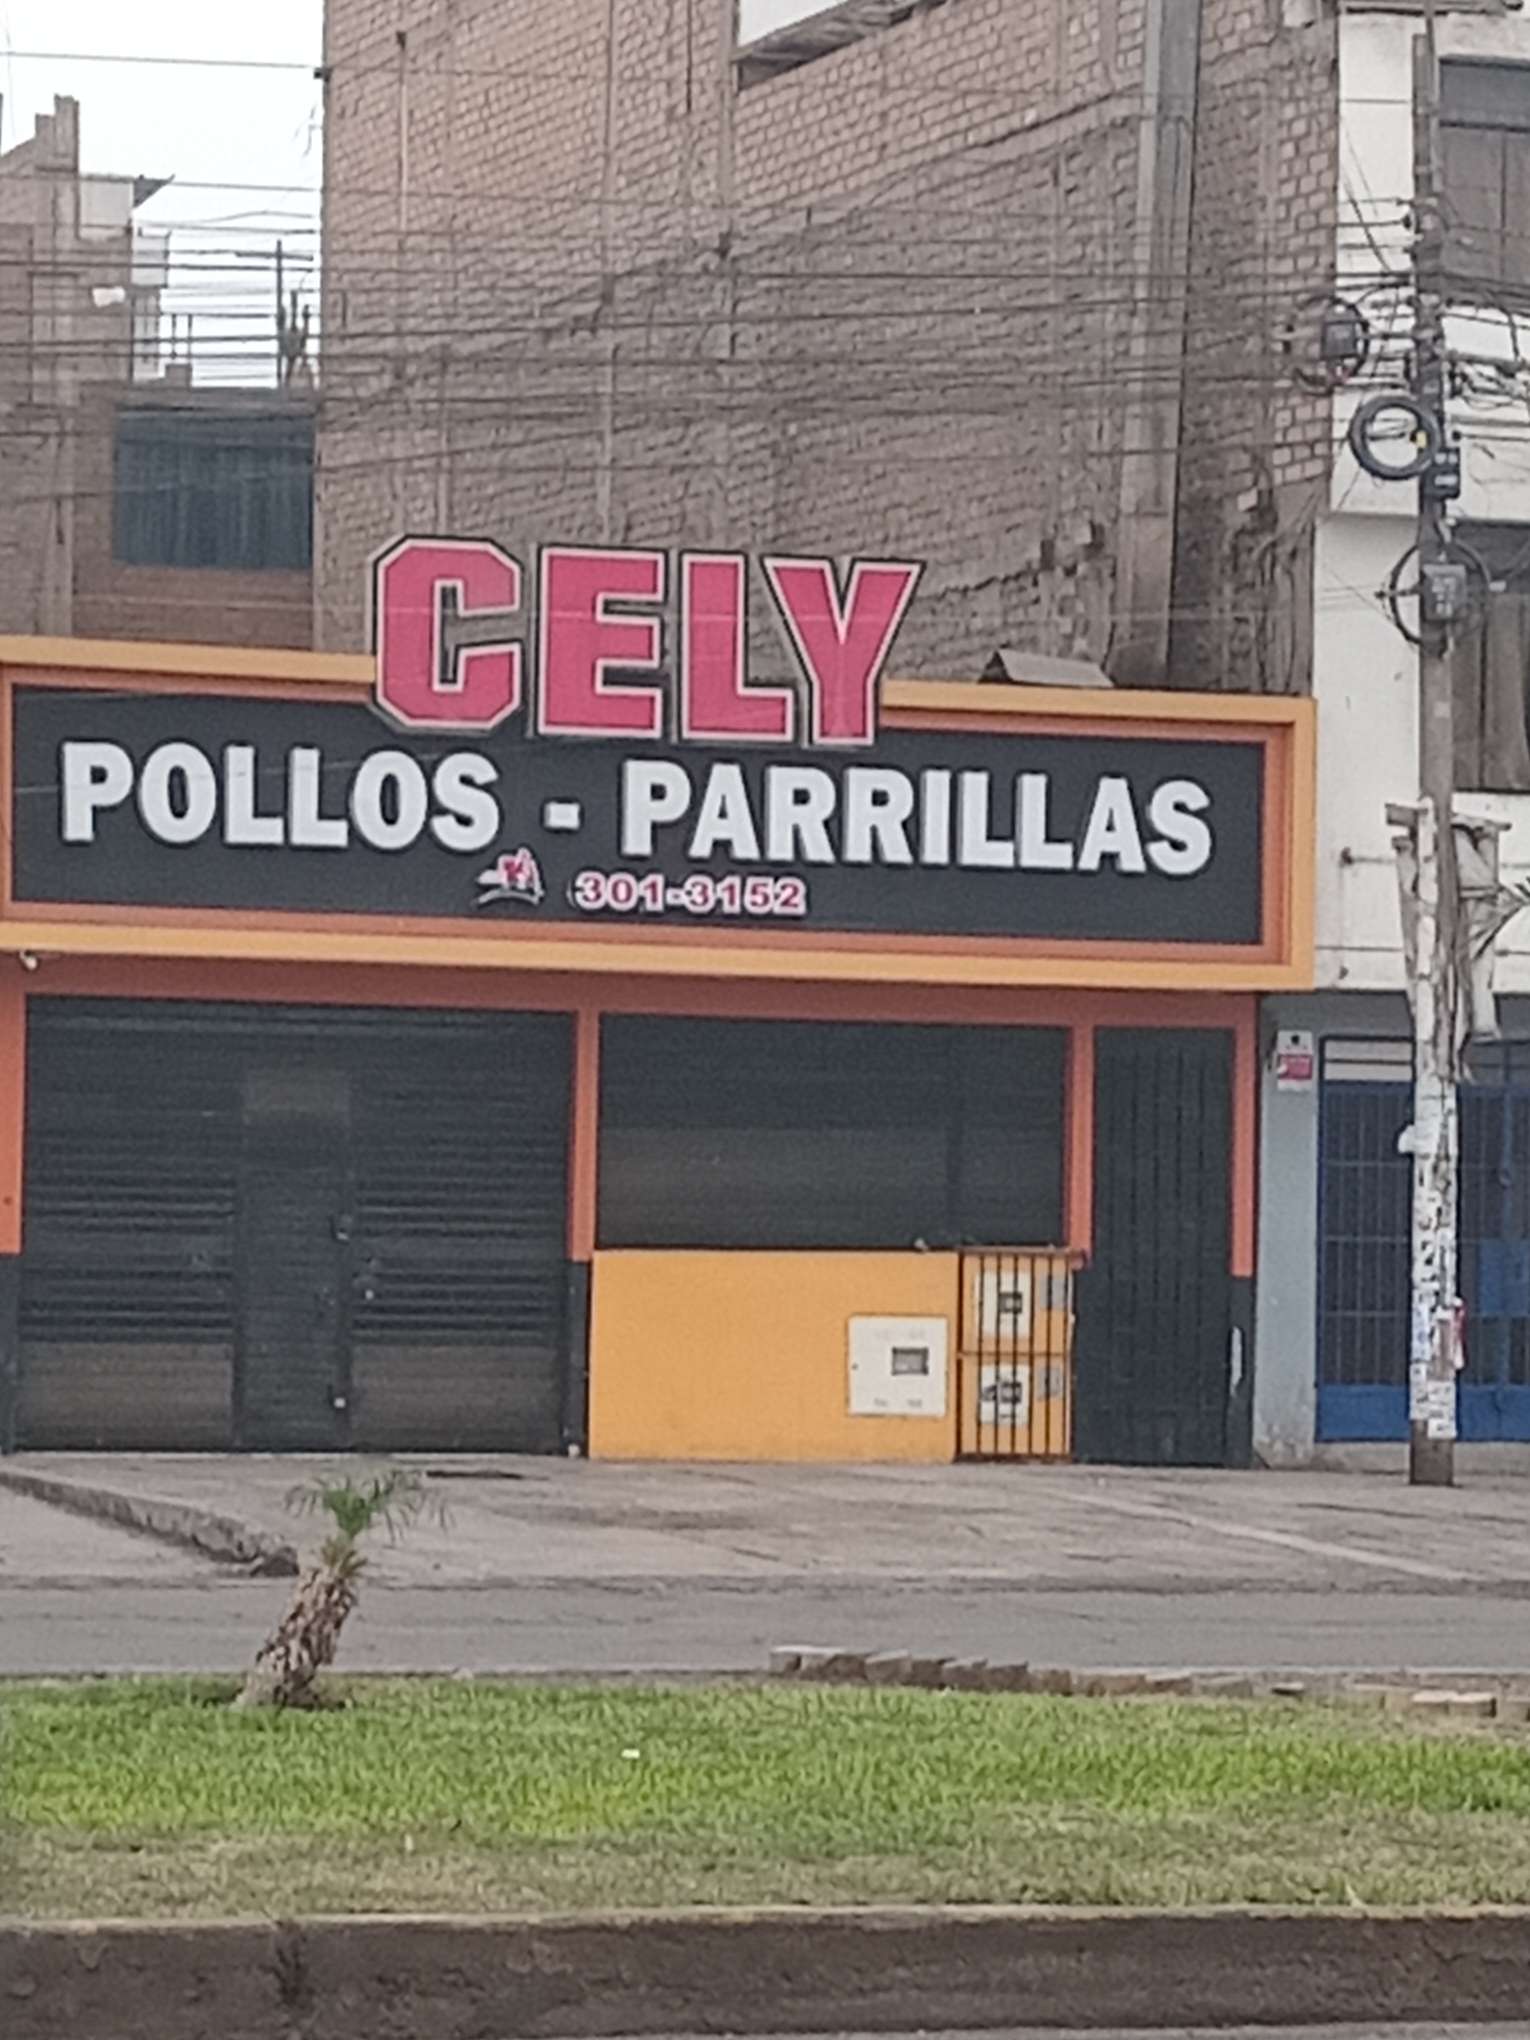 CELY
POLLOS - PARRILLAS
301-3152